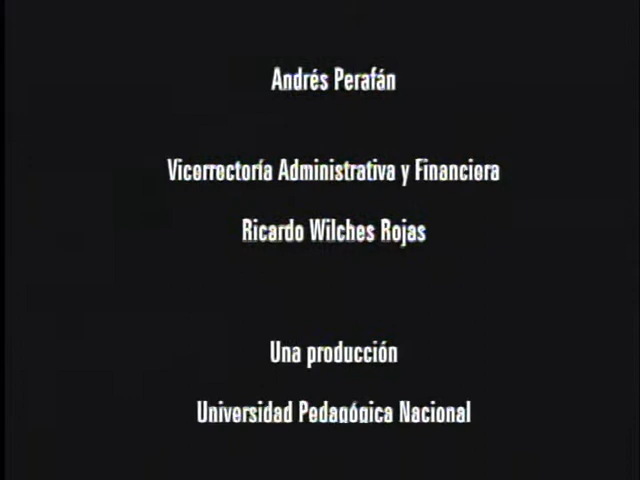 Andrés Perafán
Vicerrectoría Administrativa y Financiera
Ricardo Wilches Rojas
Una producción
Universidad Pedagógica Nacional